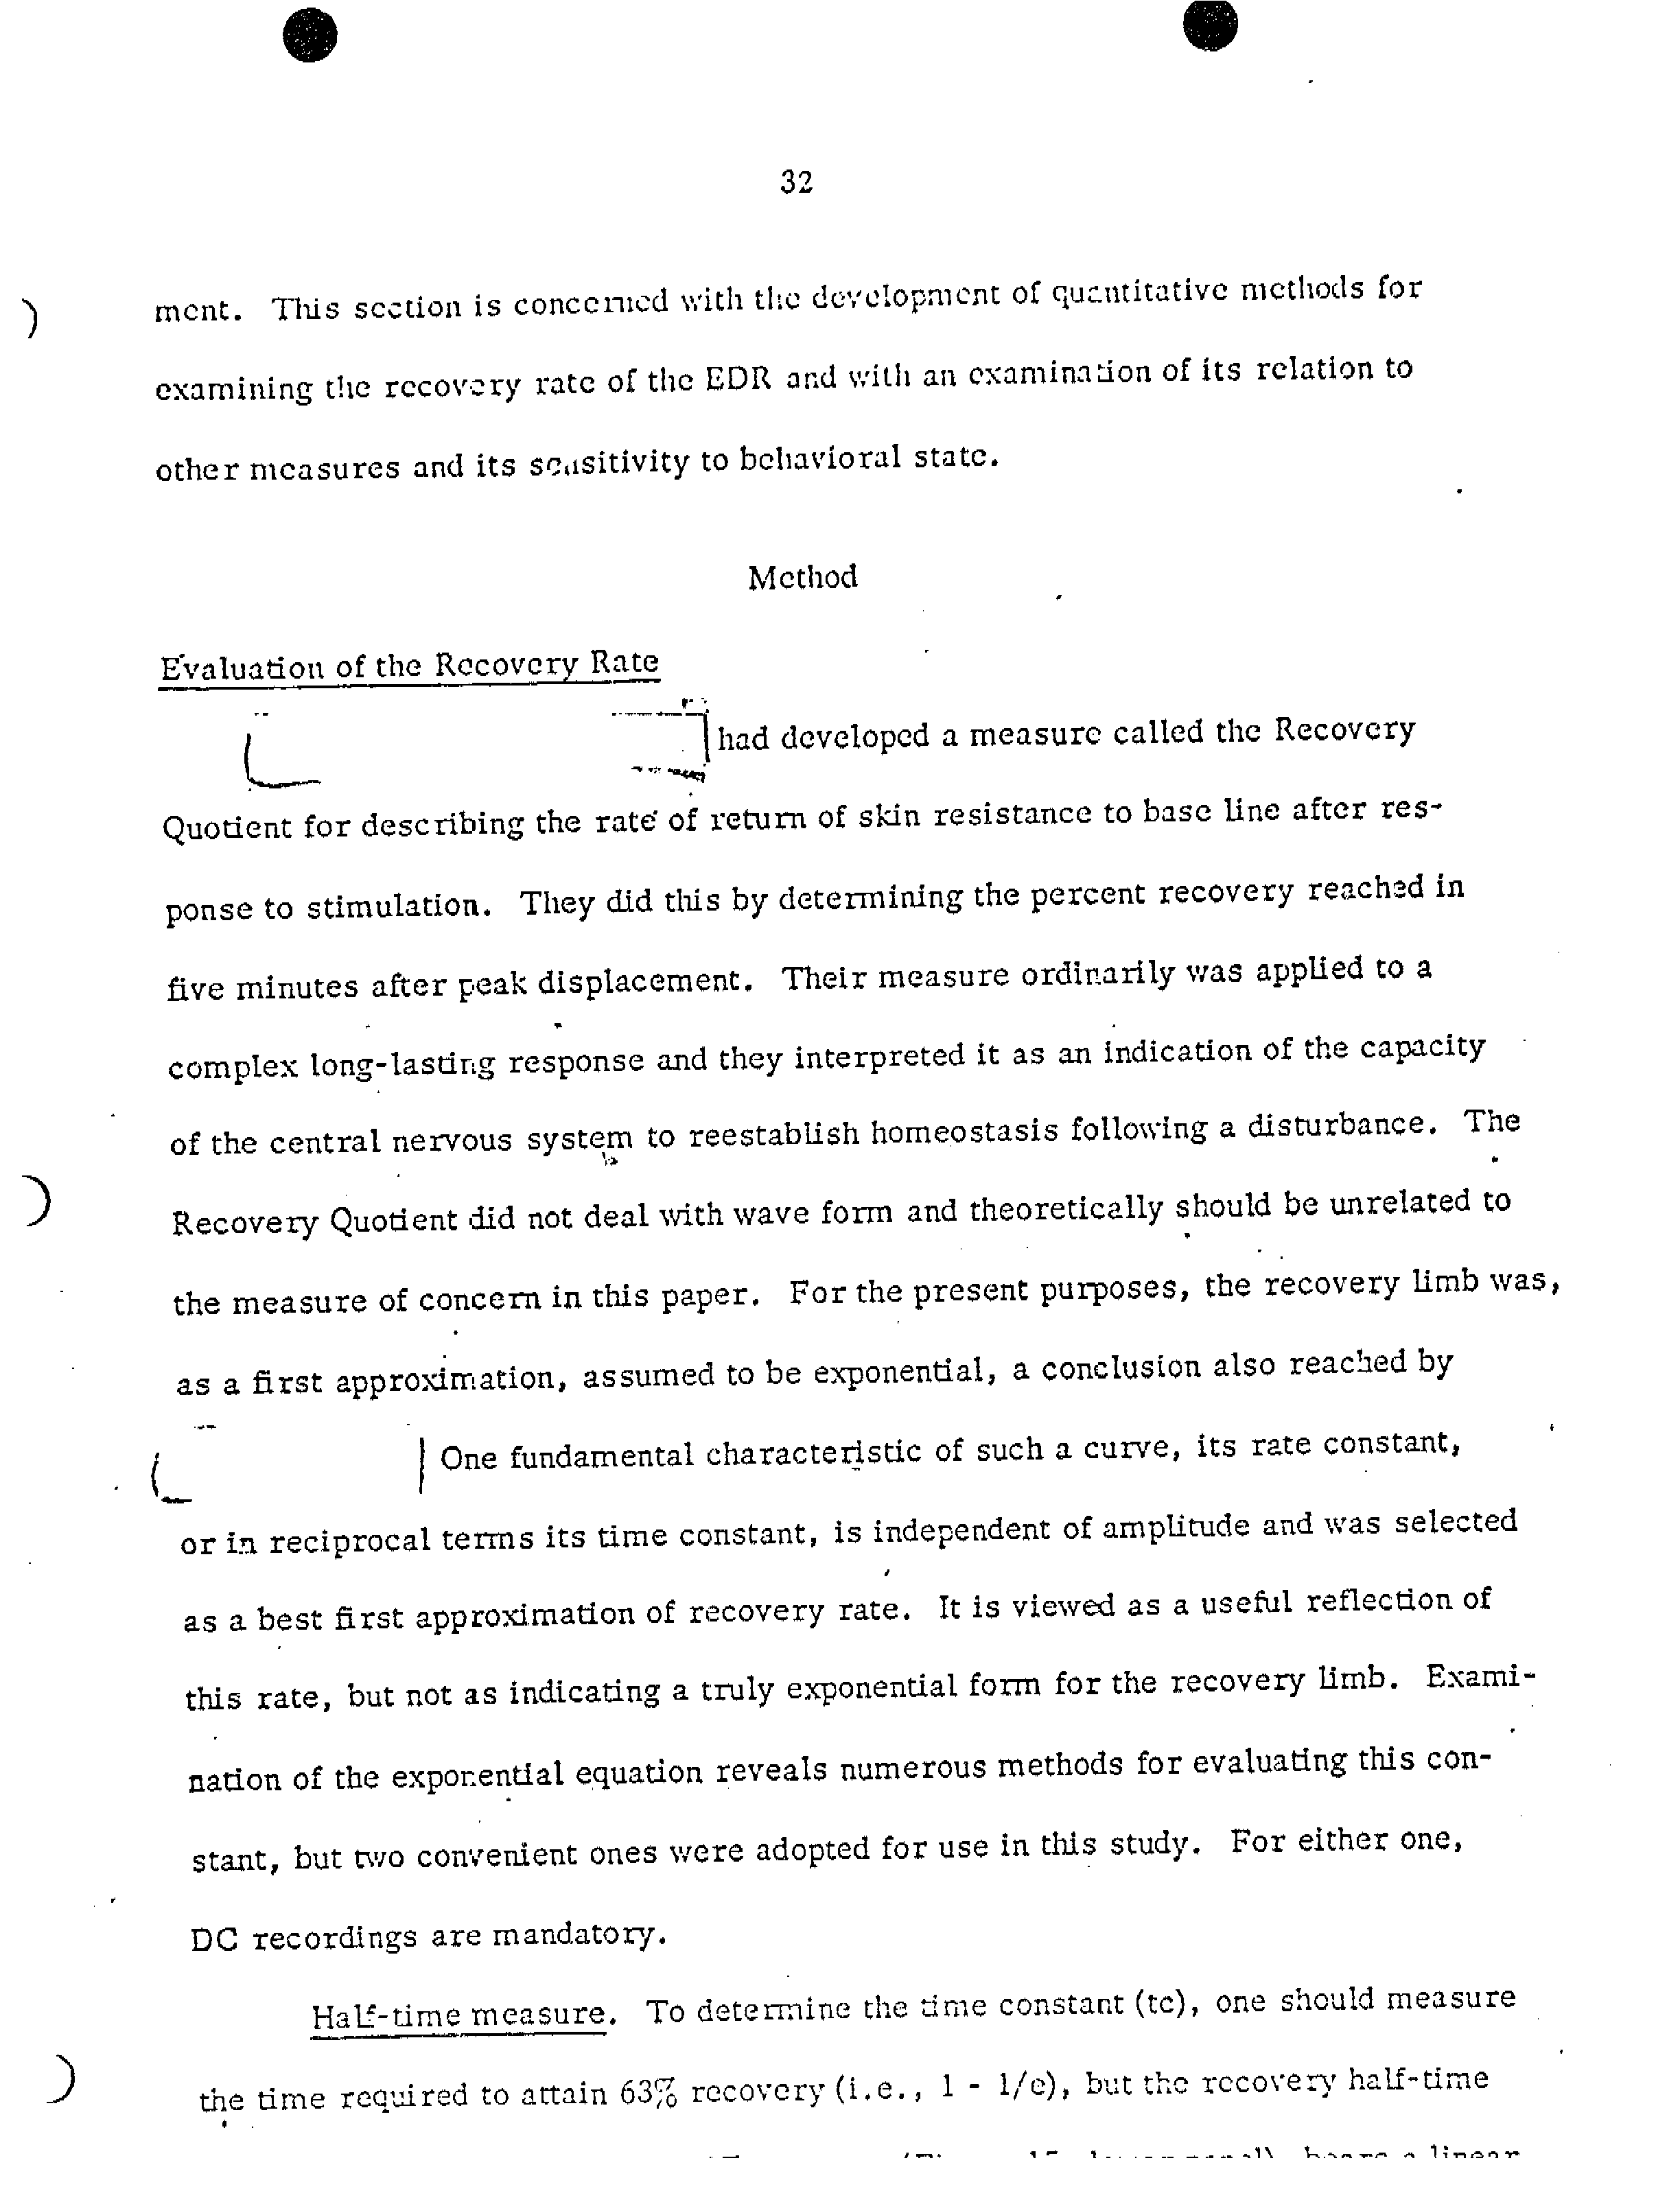 32
ment. This section is concerned with the development of quantitative methods for
examining the recovery rate of the EDR and with an examination of its relation to
other measures and its sensitivity to behavioral state.
Method
Evaluation of the Recovery Rate
had developed a measure called the Recovery
Quotient for describing the rate of return of skin resistance to base line after res-
ponse to stimulation. They did this by determining the percent recovery reached in
five minutes after peak displacement. Their measure ordinarily was applied to a
complex long-lasting response and they interpreted it as an indication of the capacity
of the central nervous system to reestablish homeostasis following a disturbance. The
Recovery Quotient did not deal with wave form and theoretically should be unrelated to
the measure of concern in this paper. For the present purposes, the recovery limb was,
as a first approximation, assumed to be exponential, a conclusion also reached by
One fundamental characteristic of such a curve, its rate constant,
or in reciprocal terms its time constant, is independent of amplitude and was selected
as a best first approximation of recovery rate. It is viewed as a useful reflection of
this rate, but not as indicating a truly exponential form for the recovery limb. Exami-
nation of the exponential equation reveals numerous methods for evaluating this con-
stant, but two convenient ones were adopted for use in this study. For either one,
DC recordings are mandatory.
Half-time measure. To determine the time constant (tc), one should measure
the time required to attain 63% recovery (i.e., 1 - 1/e), but the recovery half-time
a linear